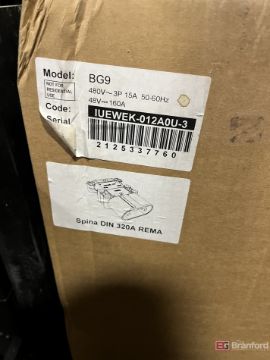 Model: BG9
NOT FOR
RESIDENTIAL
USE
480V~3P 15A 50-60Hz
48V⎓160A
Code: IUEWEK-012A0U-3
Serial
2125337760
Spina DIN 320A REMA
EG Branford